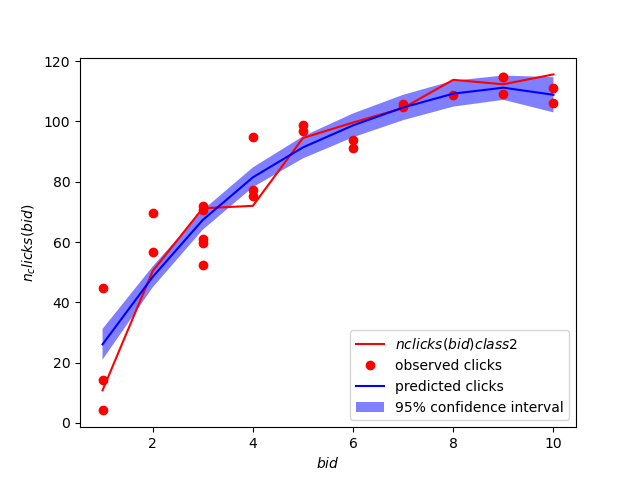 120
100
80
60
40
20
0
n_clicks(bid)
2
4
6
8
10
bid
nclicks(bid)class2
observed clicks
predicted clicks
95% confidence interval